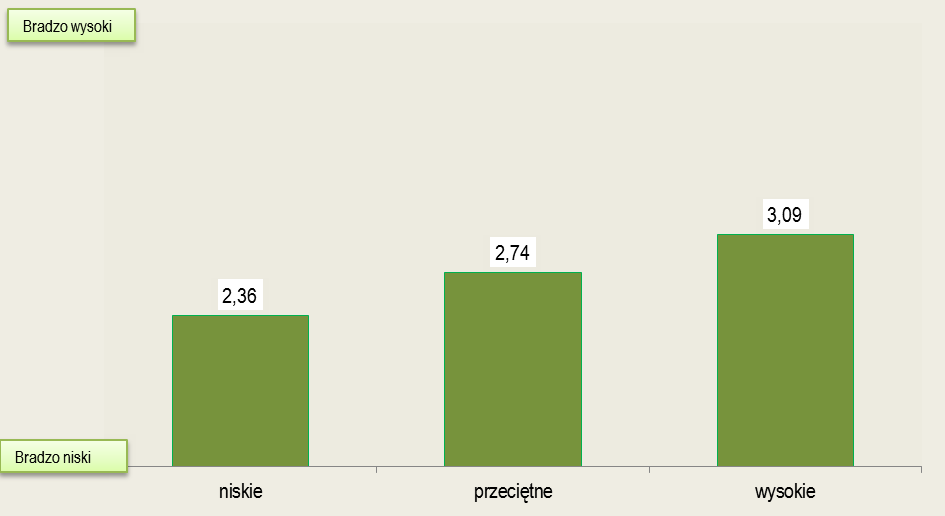 Bradzo wysoki
3,09
2,74
2,36
Bradzo niski
niskie
przeciętne
wysokie